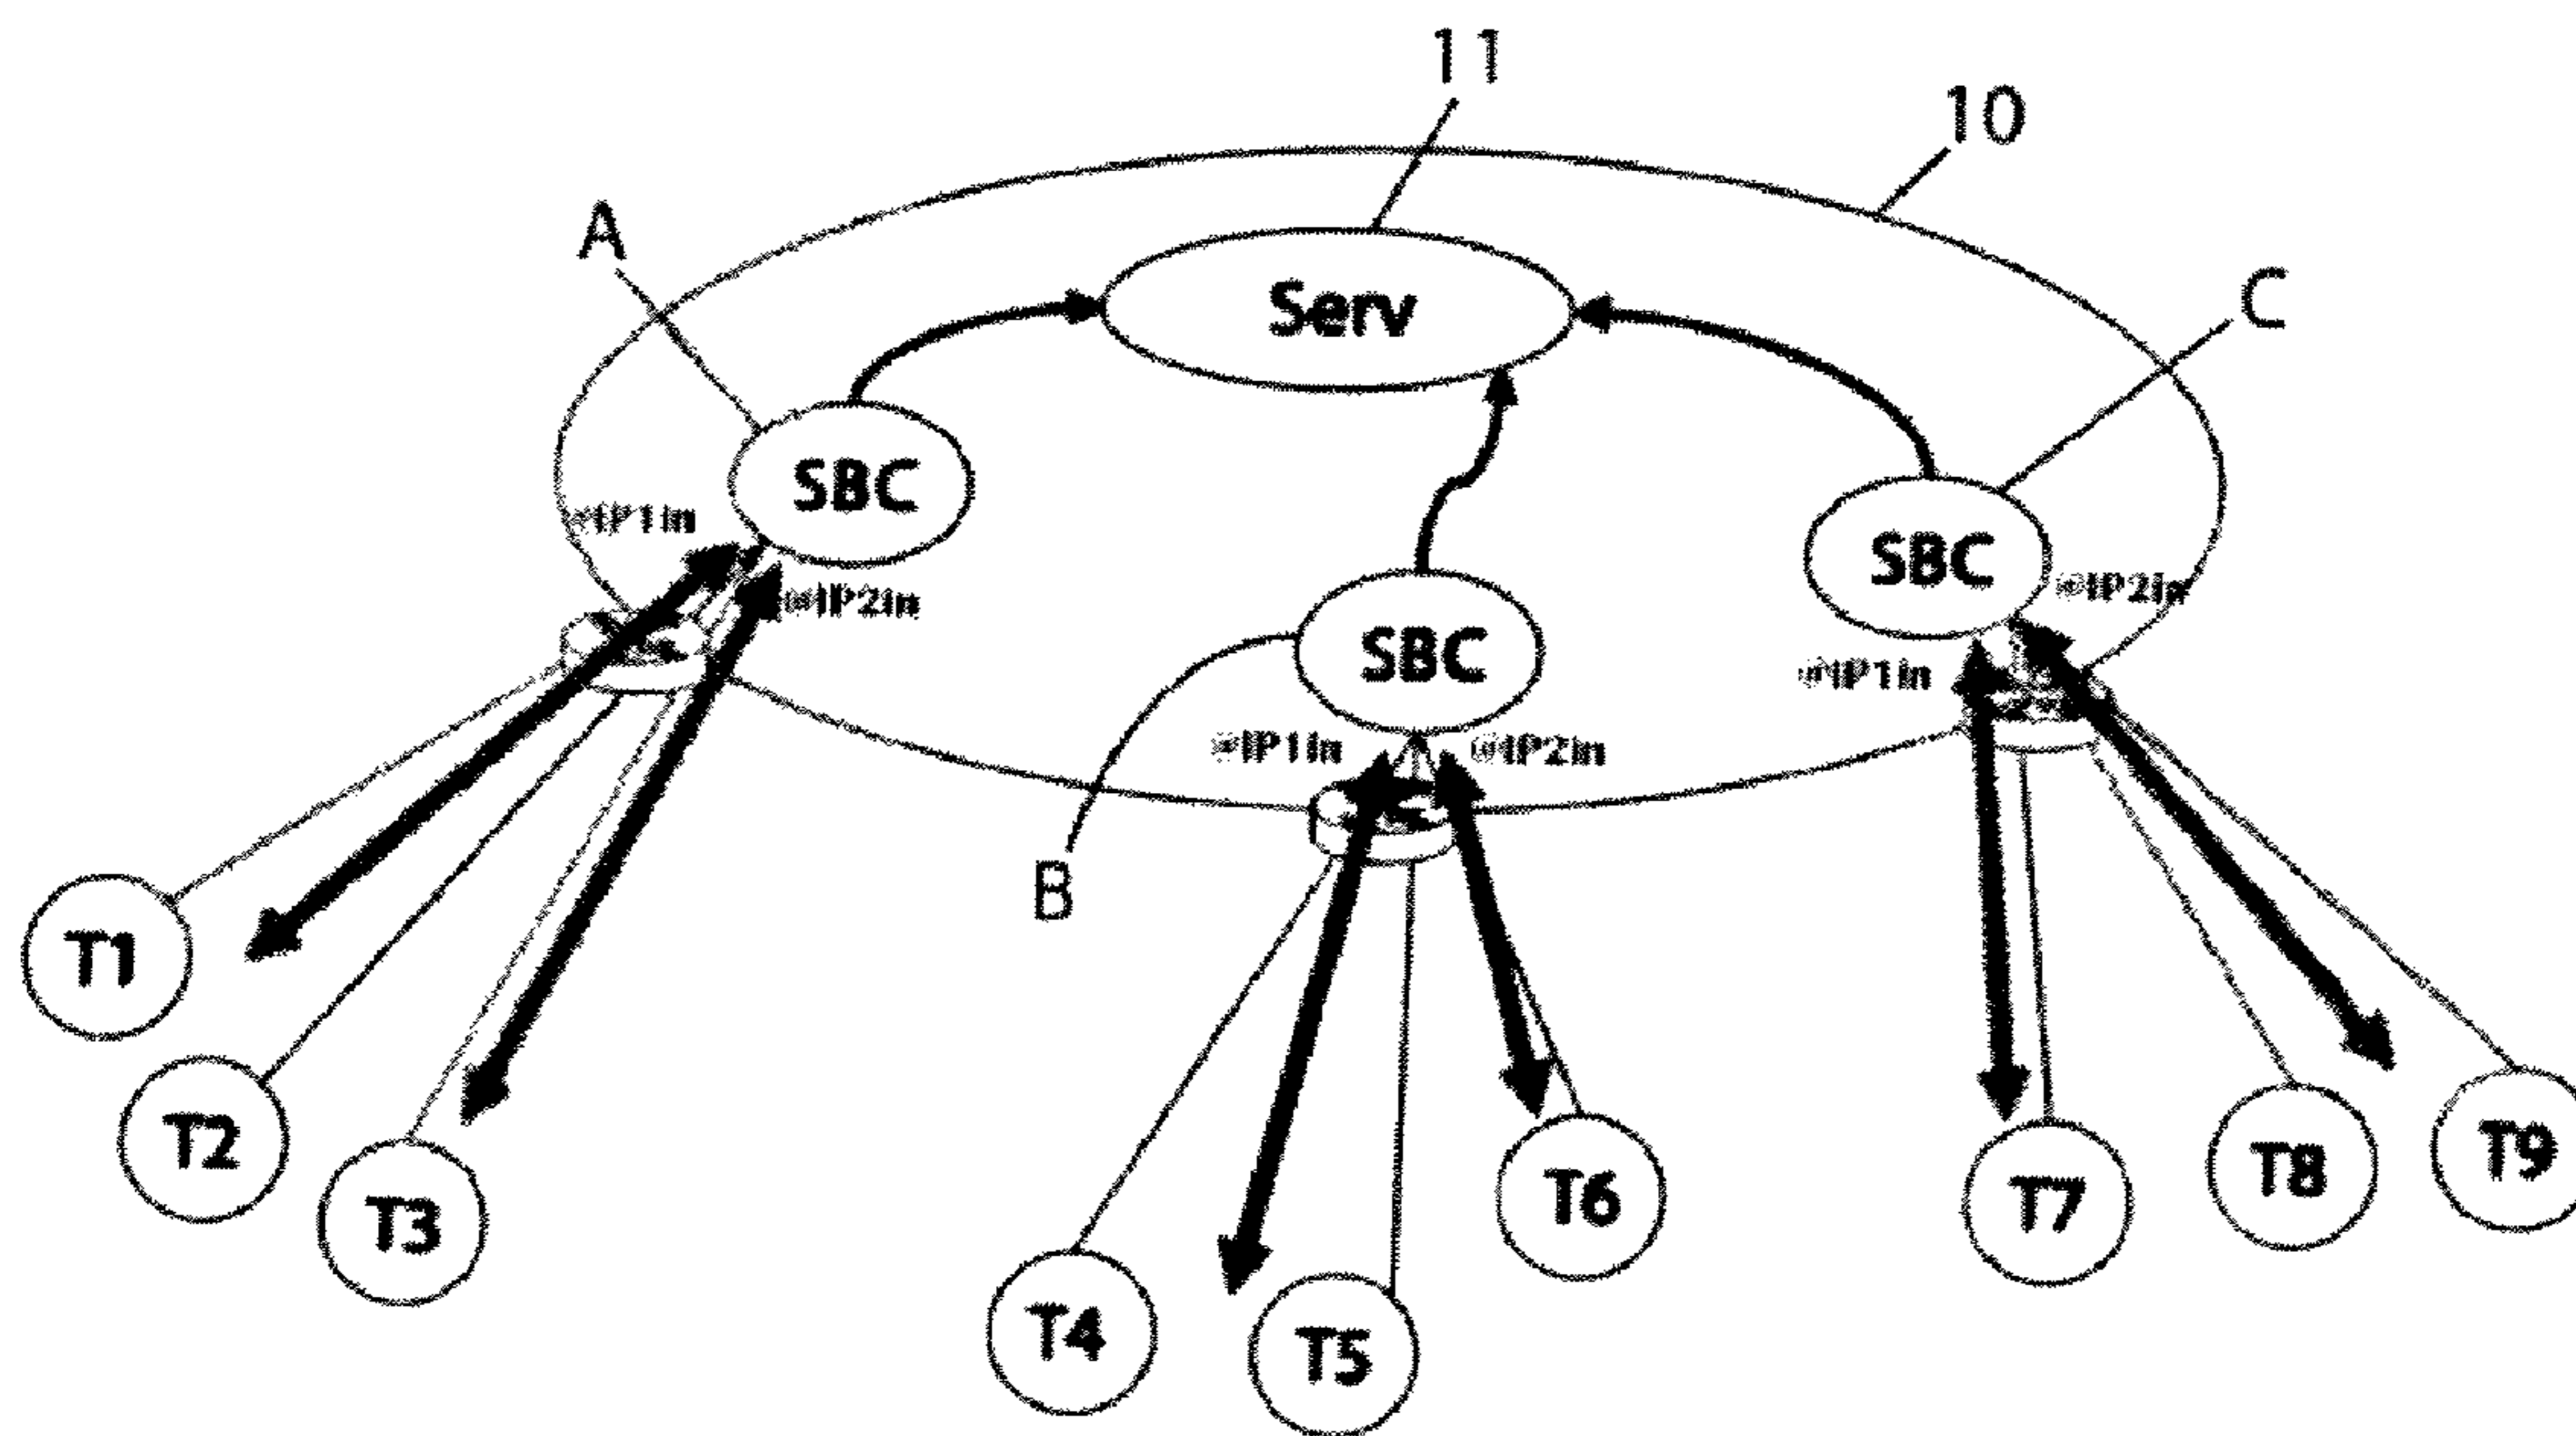 11
10
A
C
Serv
SBC
@IP1in
SBC
@IP2in
@IP2in
SBC
@IP1in
@IP1in
@IP2in
B
T1
T2
T3
T4
T5
T6
T7
T8
T9